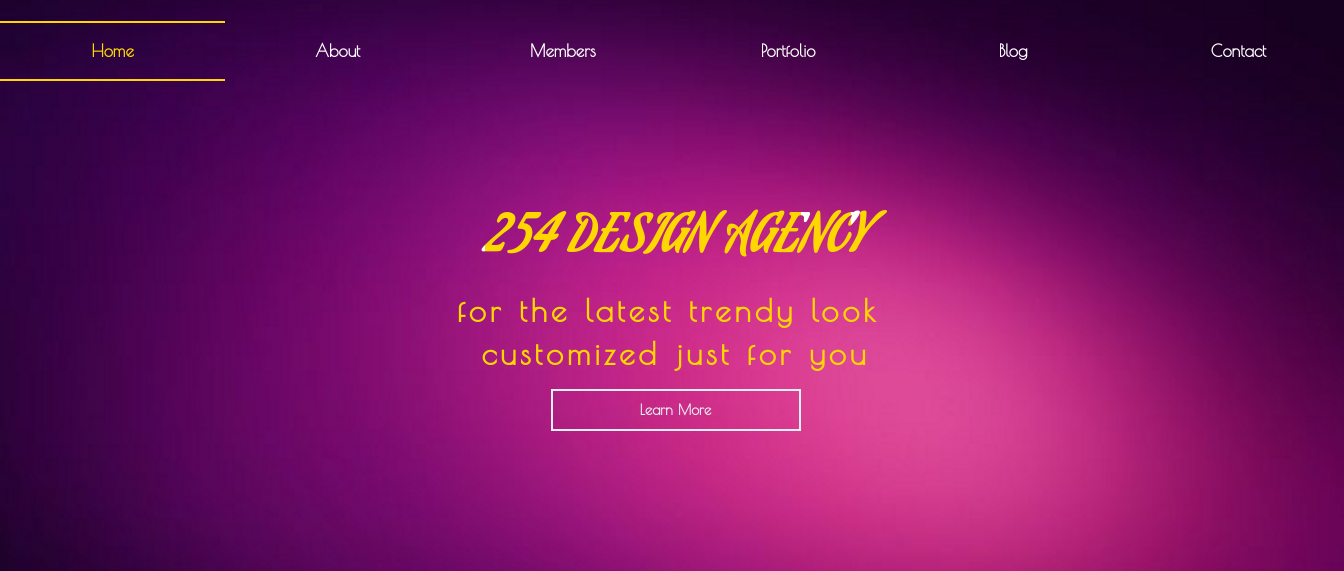 Home About Members Portfolio Blog Contact
254 DESIGN AGENCY
for the latest trendy look
customized just for you
Learn More